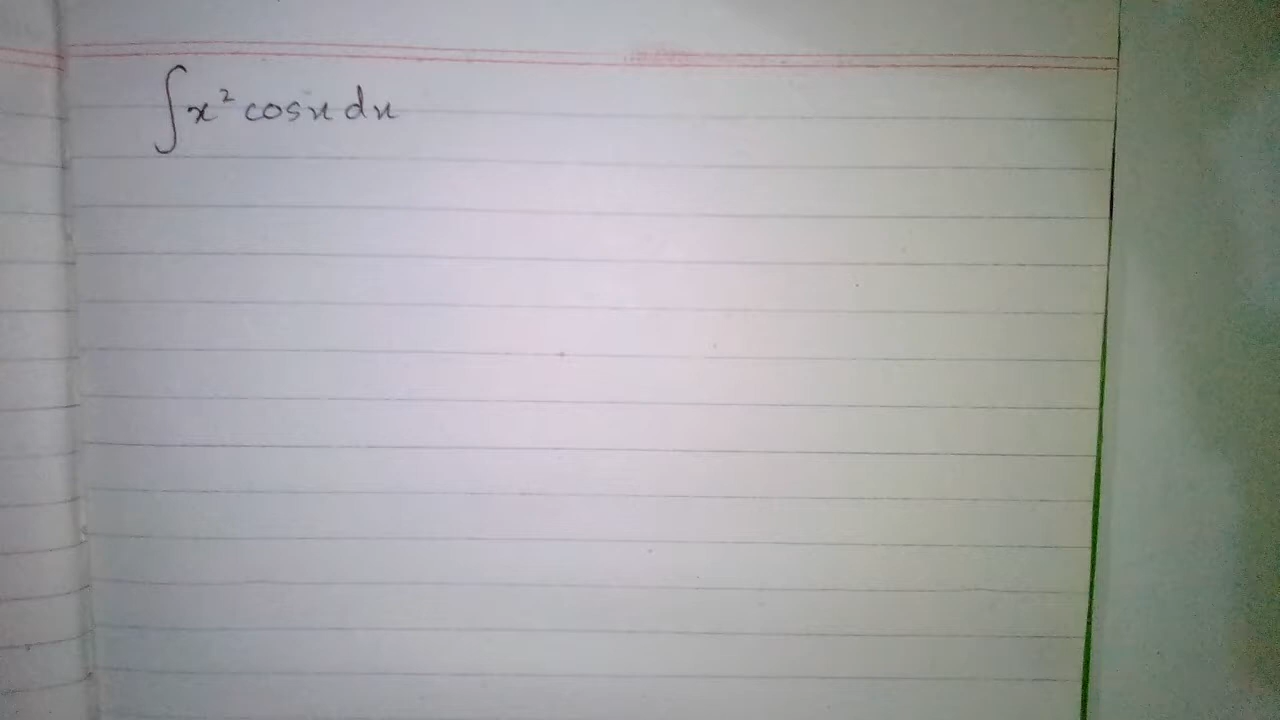 ∫x² cosx dx